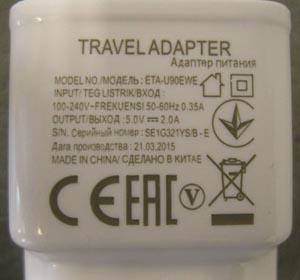 TRAVEL ADAPTER
Адаптер питания
MODEL NO./МОДЕЛЬ : ETA-U90EWE
INPUT/ TEG LISTRIK/ВХОД :
100-240V~FREKUENSI 50-60Hz 0.35A
OUTPUT/ВЫХОД : 5.0V ⎓ 2.0A
S/N. Серийный номер: SE1G321YS/B - E
Дата производства : 21.03.2015
MADE IN CHINA/ СДЕЛАНО В КИТАЕ
CE EAC V